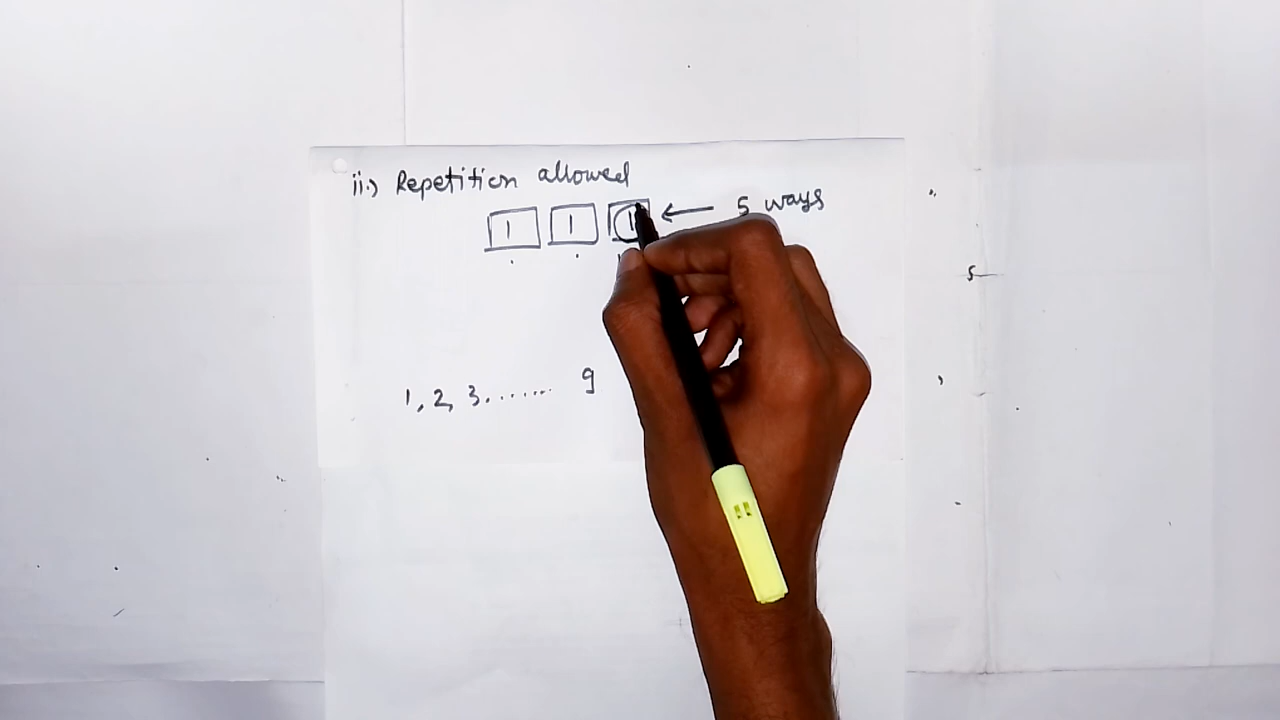 ii.) Repetition allowed
1 1 1 ← 5 ways
1, 2, 3. ....... 9